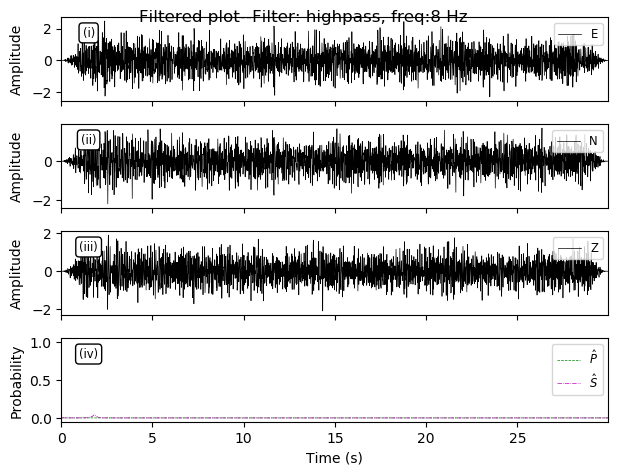 Filtered plot--Filter: highpass, freq:8 Hz
(i)
E
Amplitude
2
0
−2
(ii)
N
Amplitude
0
−2
(iii)
Z
Amplitude
2
0
−2
(iv)
P̂
Ŝ
Probability
1.0
0.5
0.0
0 5 10 15 20 25
Time (s)